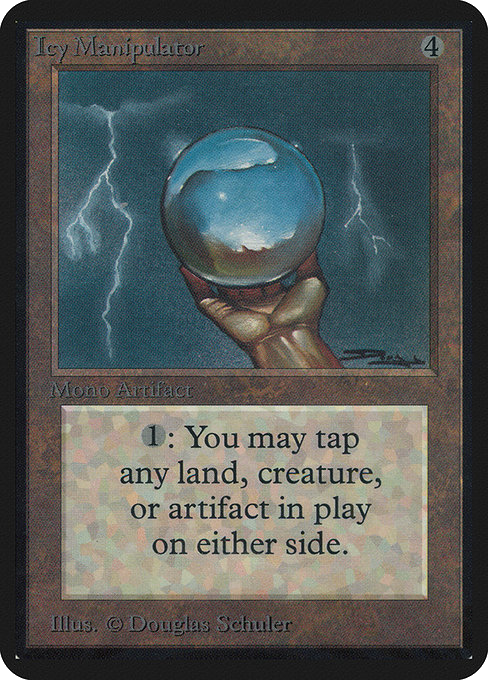 Icy Manipulator 4
Mono Artifact
1: You may tap
any land, creature,
or artifact in play
on either side.
Illus. © Douglas Schuler